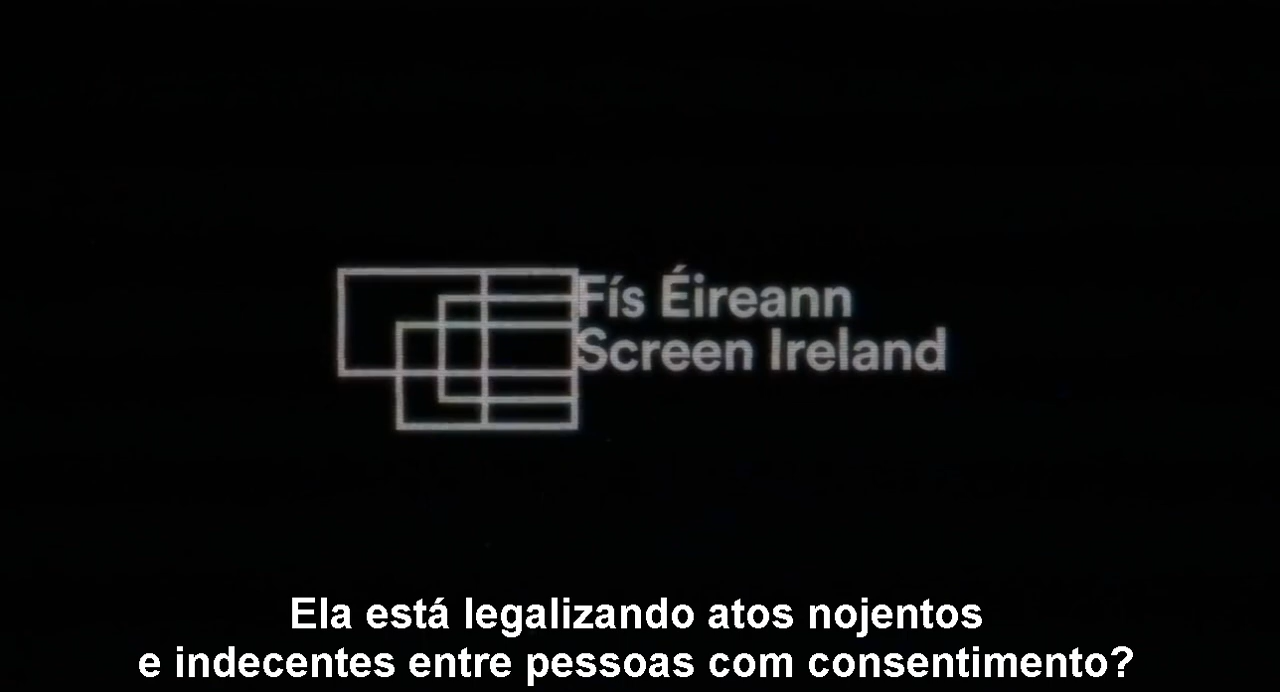 Fís Éireann
Screen Ireland
Ela está legalizando atos nojentos
e indecentes entre pessoas com consentimento?